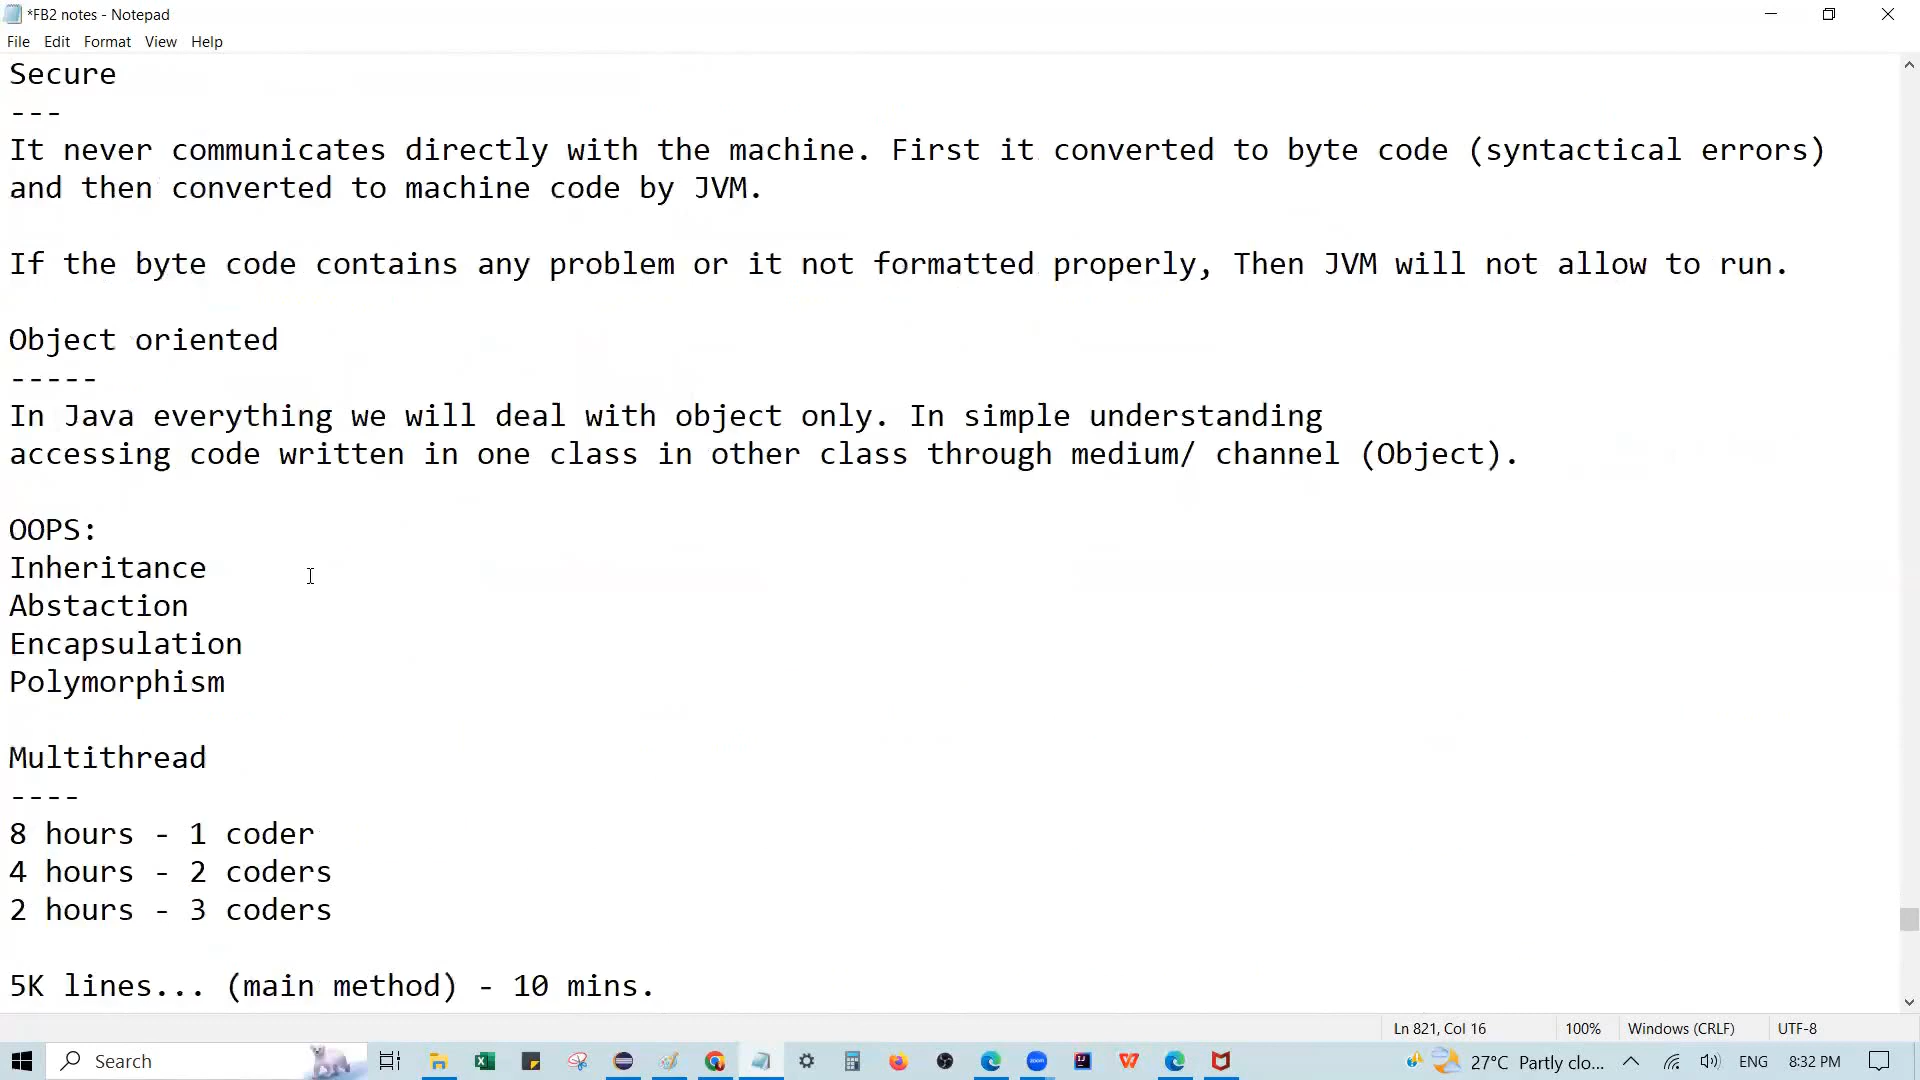 *FB2 notes - Notepad
File Edit Format View Help
Secure
---
It never communicates directly with the machine. First it converted to byte code (syntactical errors)
and then converted to machine code by JVM.
If the byte code contains any problem or it not formatted properly, Then JVM will not allow to run.
Object oriented
-----
In Java everything we will deal with object only. In simple understanding
accessing code written in one class in other class through medium/ channel (Object).
OOPS:
Inheritance
Abstaction
Encapsulation
Polymorphism
Multithread
----
8 hours - 1 coder
4 hours - 2 coders
2 hours - 3 coders
5K lines... (main method) - 10 mins.
Ln 821, Col 16 100% Windows (CRLF) UTF-8
Search 27°C Partly clo... ENG 8:32 PM